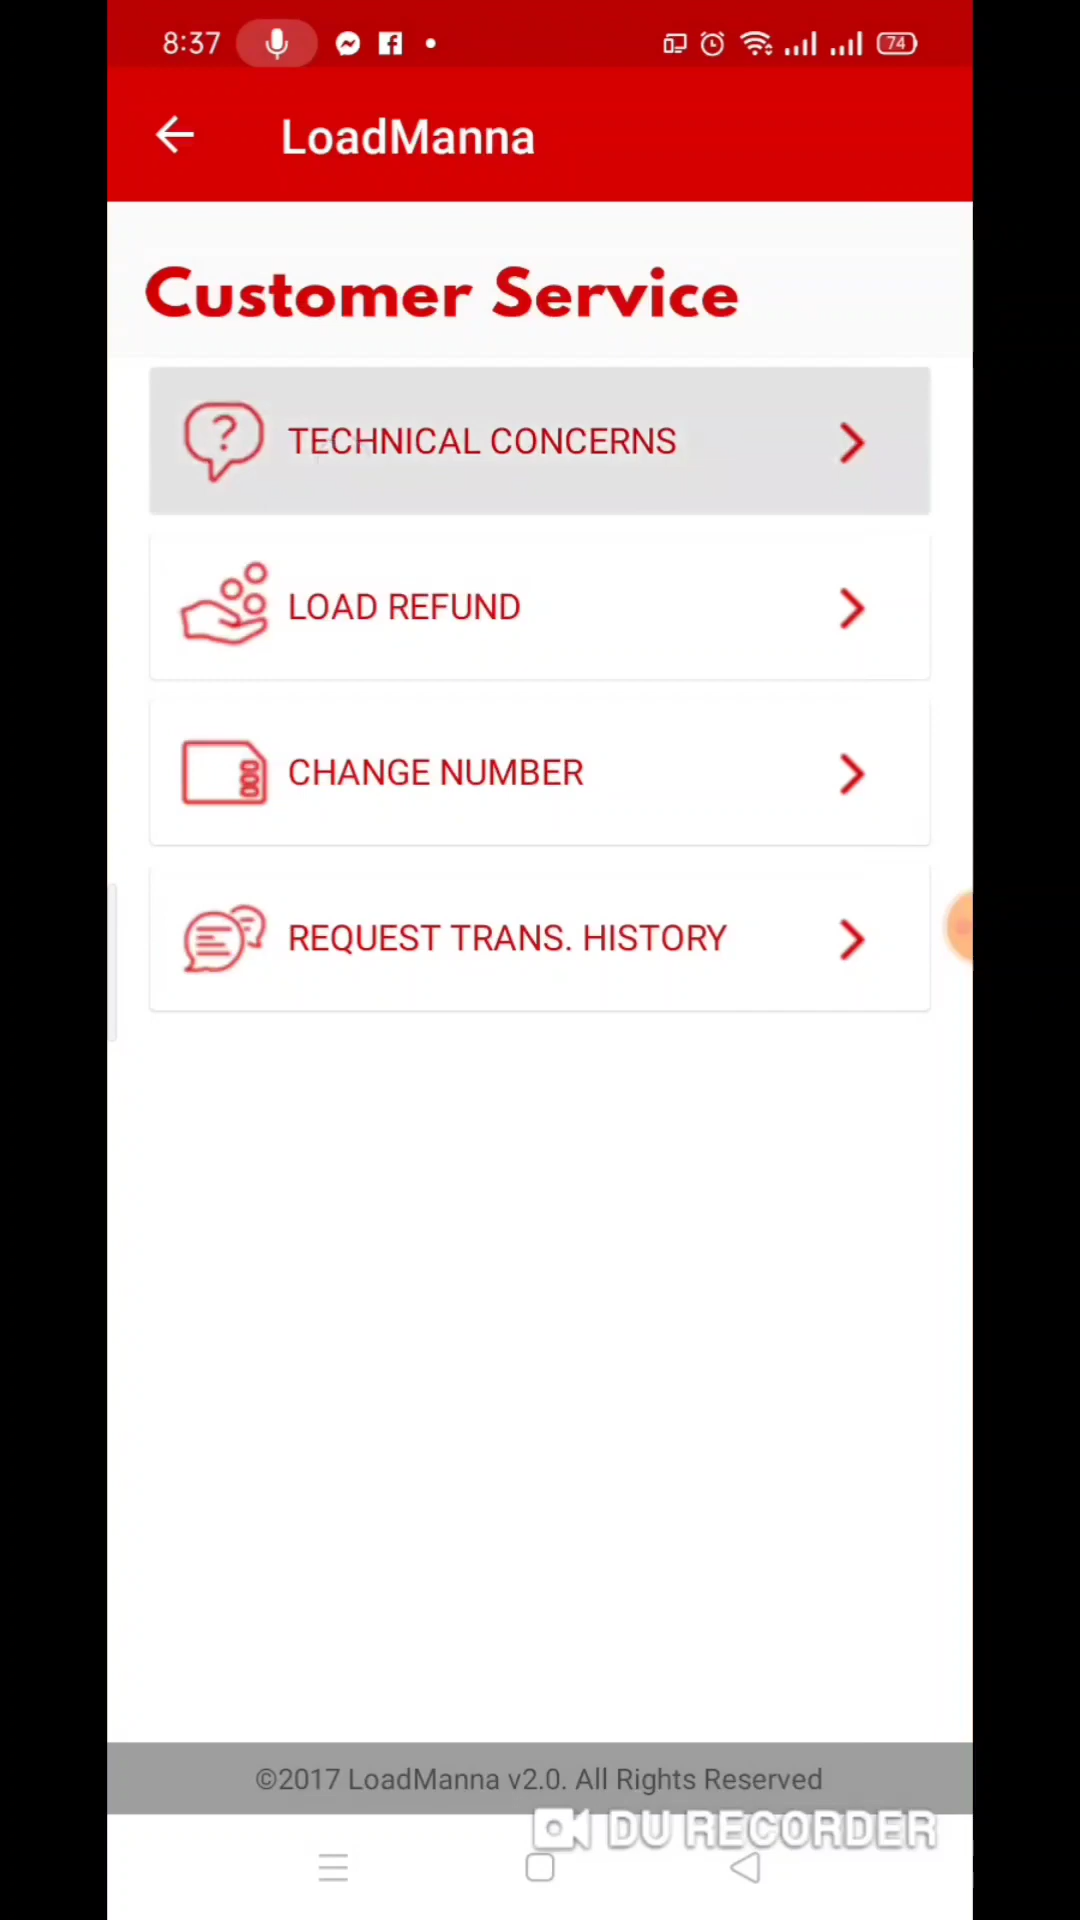 8:37
74
LoadManna
Customer Service
TECHNICAL CONCERNS
LOAD REFUND
CHANGE NUMBER
REQUEST TRANS. HISTORY
©2017 LoadManna v2.0. All Rights Reserved
DU RECORDER